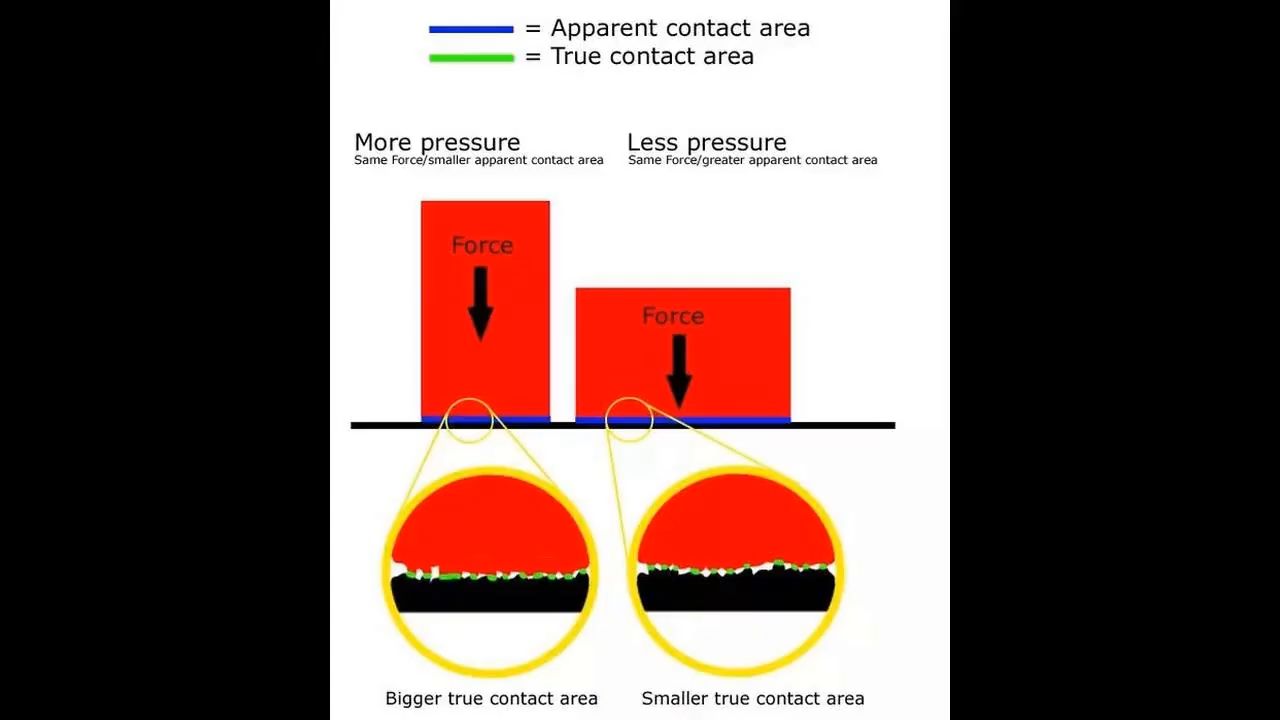 = Apparent contact area
= True contact area
More pressure
Same Force/smaller apparent contact area
Less pressure
Same Force/greater apparent contact area
Force
Force
Bigger true contact area
Smaller true contact area